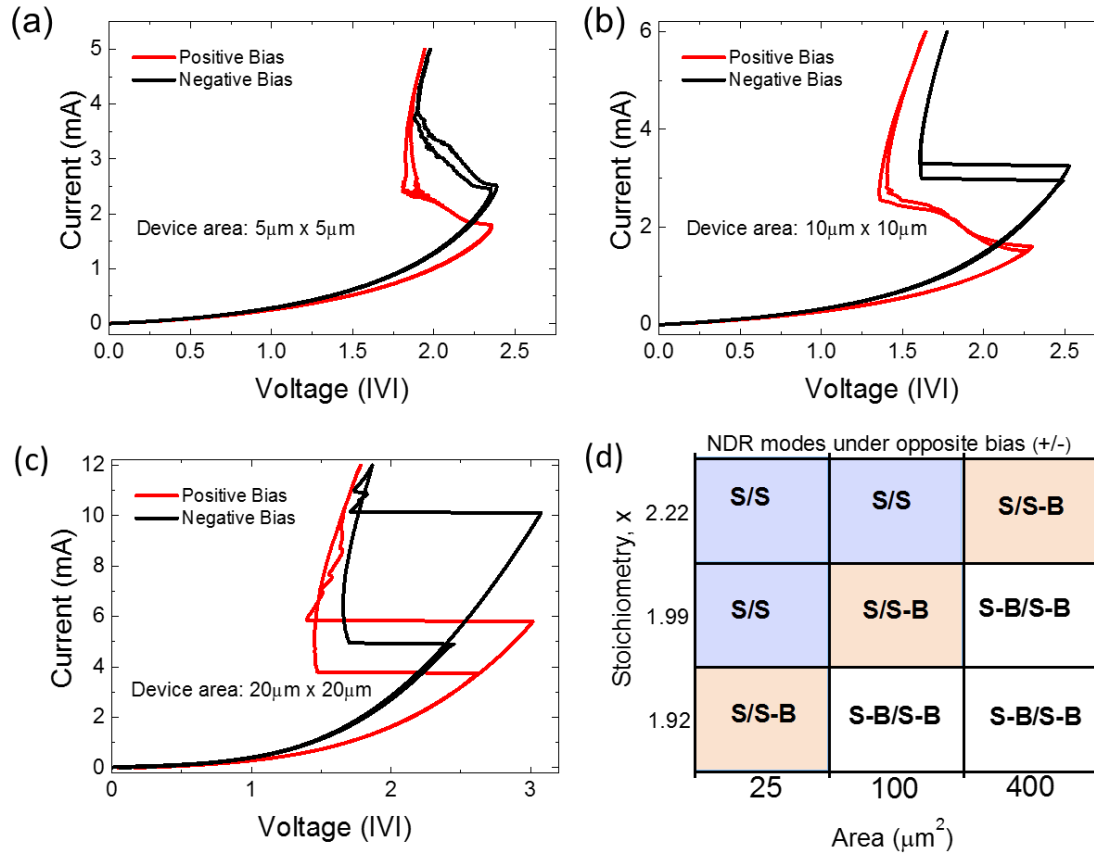 (a)
Current (mA)
5
4
3
2
1
0
Positive Bias
Negative Bias
Device area: 5μm x 5μm
0.0 0.5 1.0 1.5 2.0 2.5
Voltage (IVI)
(b)
Current (mA)
6
4
2
0
Positive Bias
Negative Bias
Device area: 10μm x 10μm
0.0 0.5 1.0 1.5 2.0 2.5
Voltage (IVI)
(c)
Current (mA)
12
10
8
6
4
2
0
Positive Bias
Negative Bias
Device area: 20μm x 20μm
0 1 2 3
Voltage (IVI)
(d)
NDR modes under opposite bias (+/-)
Stoichiometry, x
2.22 S/S S/S S/S-B
1.99 S/S S/S-B S-B/S-B
1.92 S/S-B S-B/S-B S-B/S-B
25 100 400
Area (μm²)